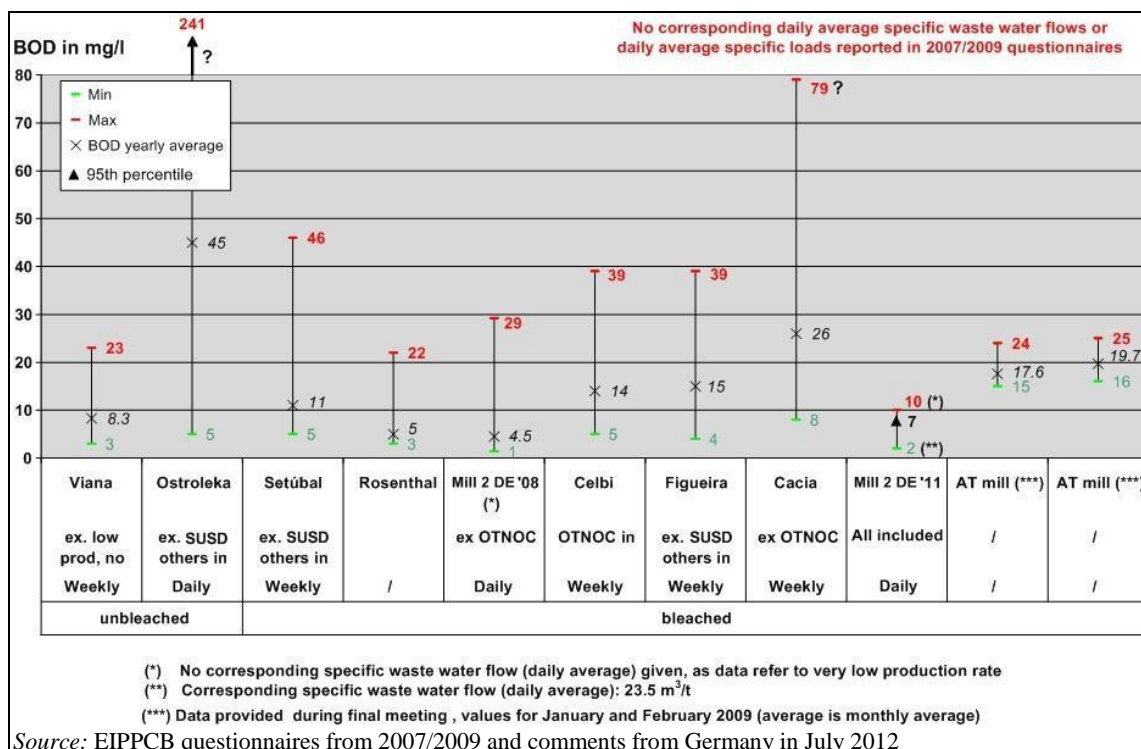 241
No corresponding daily average specific waste water flows or
BOD in mg/l
?
daily average specific loads reported in 2007/2009 questionnaires
80
Min
Max
BOD yearly average
95th percentile
79 ?
70
60
50
46
45
40
39
39
30
29
26
25
24
23
22
20
19.7
17.6
16
15
15
14
11
10 (*)
10
8.3
8
7
5
5
5
5
4.5
4
3
3
2 (**)
1
0
Viana Ostroleka Setúbal Rosenthal Mill 2 DE '08 Celbi Figueira Cacia Mill 2 DE '11 AT mill (***) AT mill (***)
(*)
ex. low ex. SUSD ex. SUSD ex OTNOC OTNOC in ex. SUSD ex OTNOC All included / /
prod, no others in others in others in
Weekly Daily Weekly / Daily Weekly Weekly Weekly Daily / /
unbleached bleached
(*) No corresponding specific waste water flow (daily average) given, as data refer to very low production rate
(**) Corresponding specific waste water flow (daily average): 23.5 m³/t
(***) Data provided during final meeting , values for January and February 2009 (average is monthly average)
Source: EIPPCB questionnaires from 2007/2009 and comments from Germany in July 2012